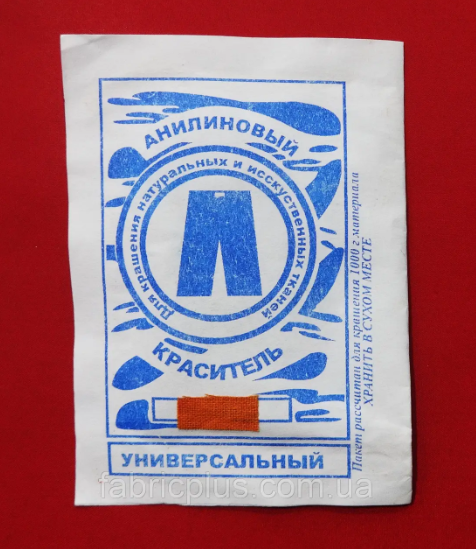 АНИЛИНОВЫЙ
Для крашения натуральных и исскуственных тканей
КРАСИТЕЛЬ
УНИВЕРСАЛЬНЫЙ
Пакет рассчитан для крашения 1000 г материала
ХРАНИТЬ В СУХОМ МЕСТЕ
fabricplus.com.ua